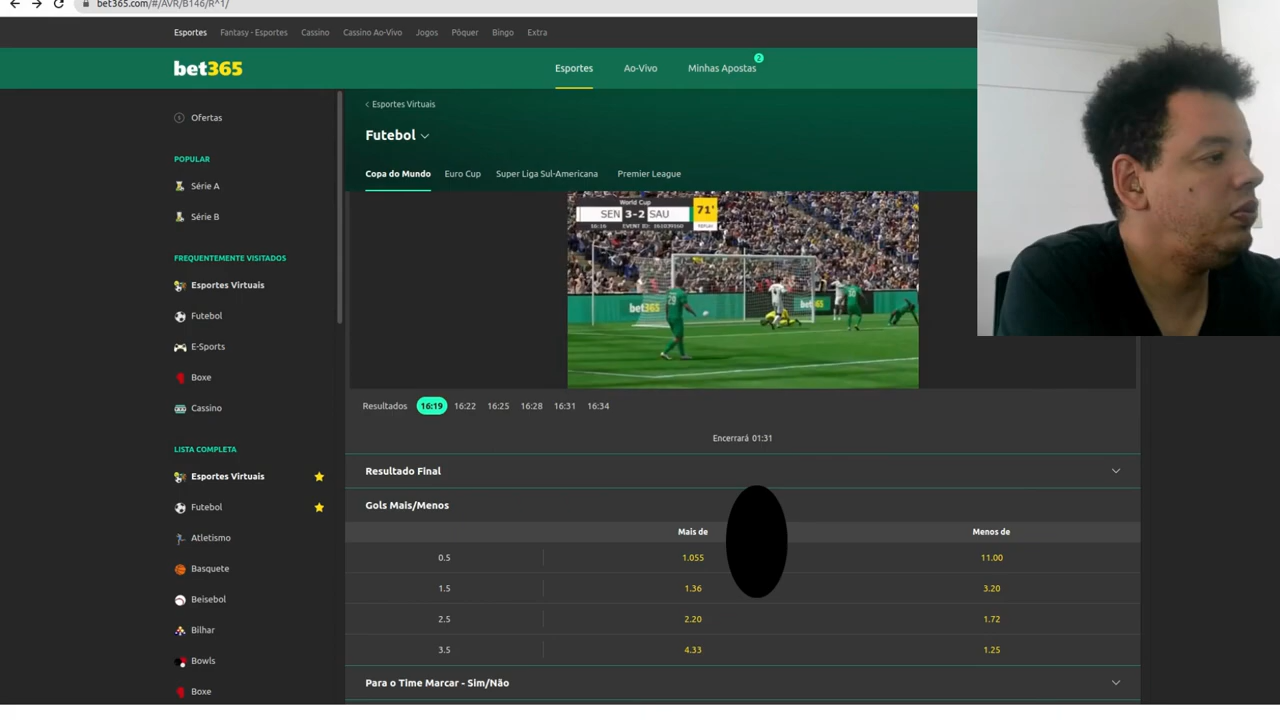 bet365.com/#/AVR/B146/R^1/
Esportes Fantasy - Esportes Cassino Cassino Ao-Vivo Jogos Pôquer Bingo Extra
bet365
Esportes Ao-Vivo Minhas Apostas 2
Ofertas
POPULAR
Série A
Série B
FREQUENTEMENTE VISITADOS
Esportes Virtuais
Futebol
E-Sports
Boxe
Cassino
LISTA COMPLETA
Esportes Virtuais
Futebol
Atletismo
Basquete
Beisebol
Bilhar
Bowls
Boxe
< Esportes Virtuais
Futebol
Copa do Mundo Euro Cup Super Liga Sul-Americana Premier League
World Cup
SEN 3-2 SAU 71'
16:16 REPLAY
bet365
Resultados 16:19 16:22 16:25 16:28 16:31 16:34
Encerrará 01:31
Resultado Final
Gols Mais/Menos
Mais de Menos de
0.5 1.055 11.00
1.5 1.36 3.20
2.5 2.20 1.72
3.5 4.33 1.25
Para o Time Marcar - Sim/Não